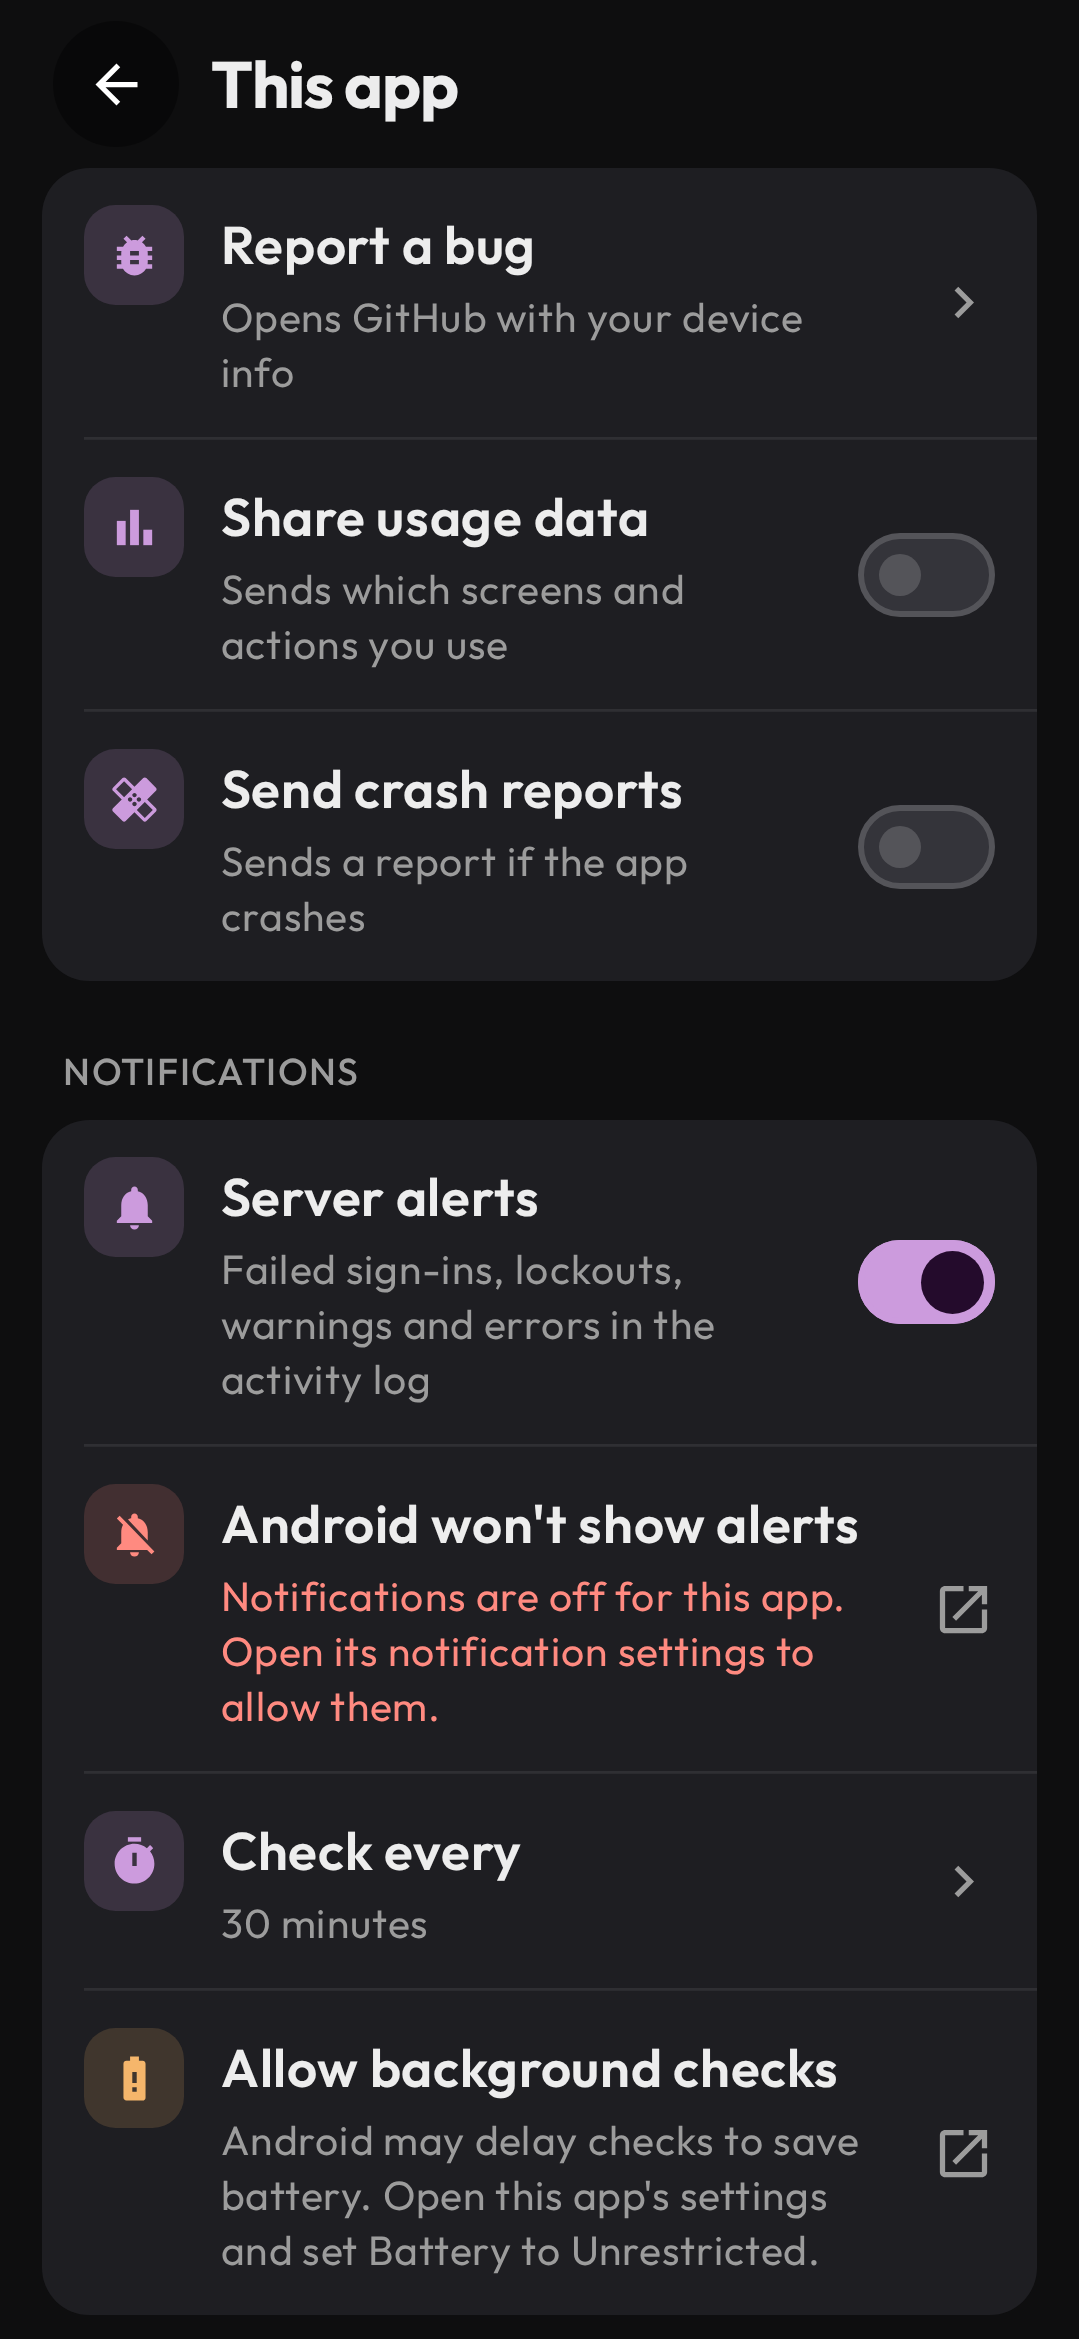 This app
Report a bug
Opens GitHub with your device
info
Share usage data
Sends which screens and
actions you use
Send crash reports
Sends a report if the app
crashes
NOTIFICATIONS
Server alerts
Failed sign-ins, lockouts,
warnings and errors in the
activity log
Android won't show alerts
Notifications are off for this app.
Open its notification settings to
allow them.
Check every
30 minutes
Allow background checks
Android may delay checks to save
battery. Open this app's settings
and set Battery to Unrestricted.